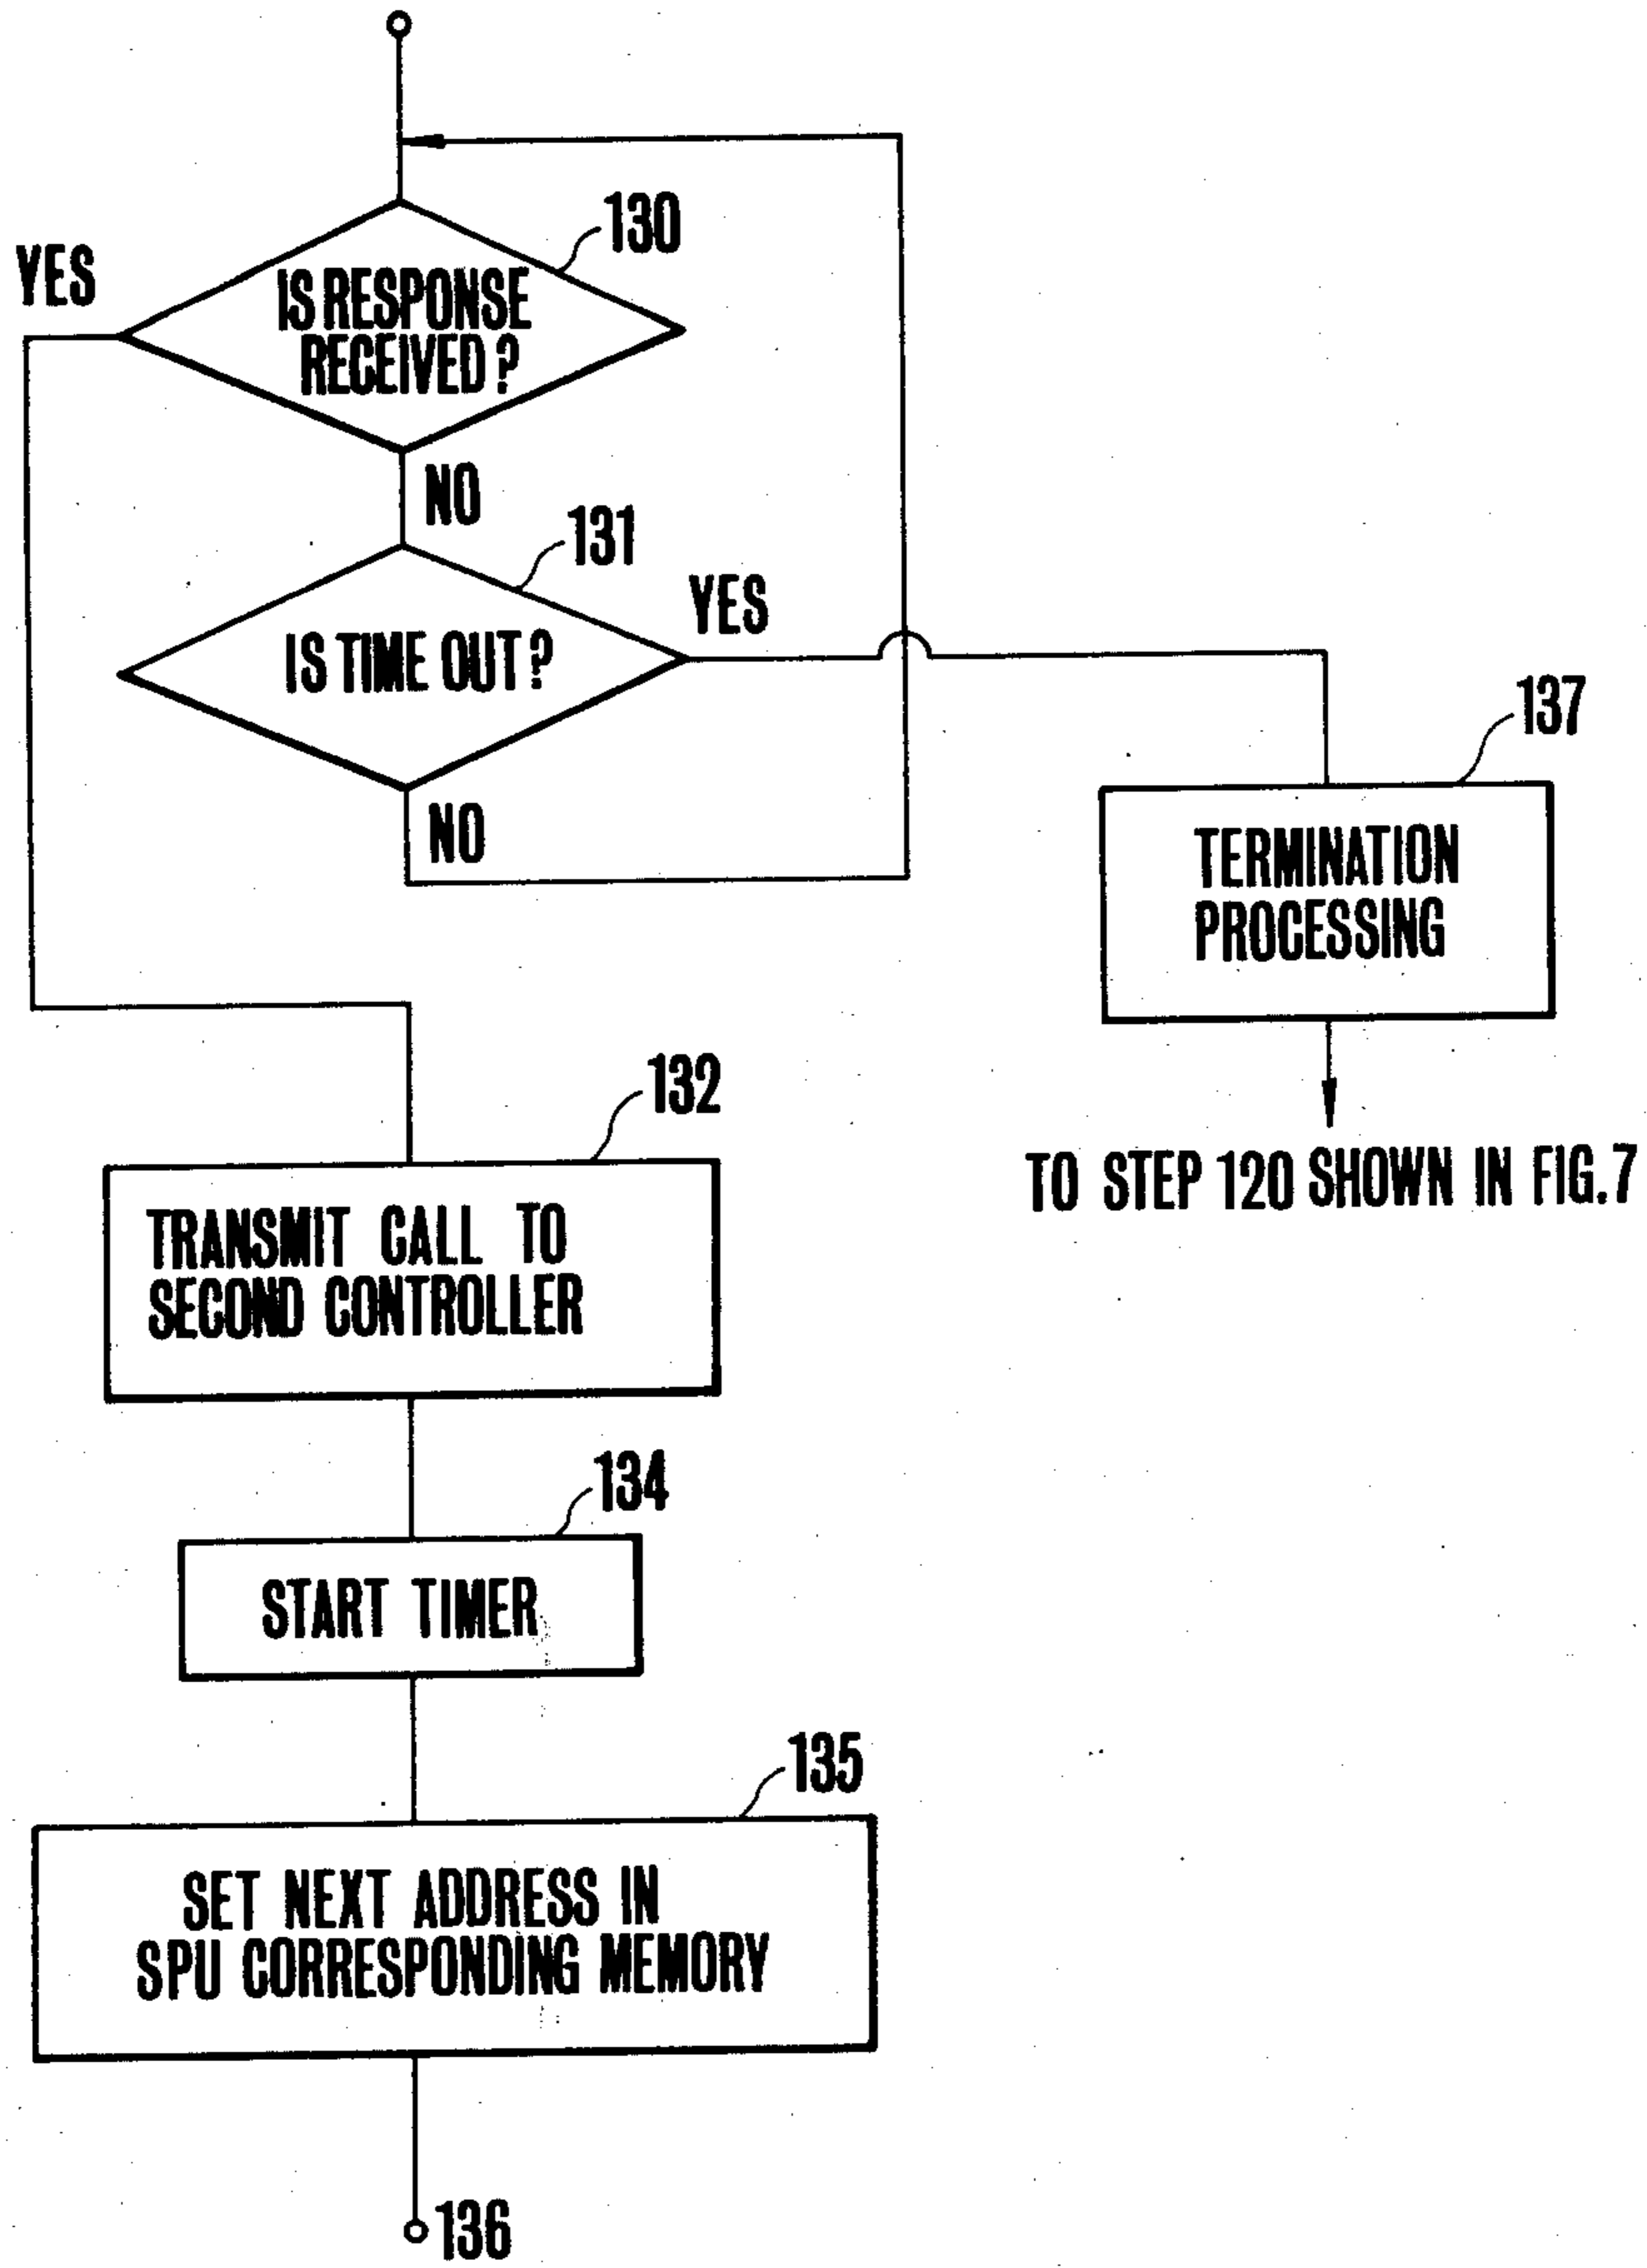 130
YES
IS RESPONSE
RECEIVED?
NO
131
YES
IS TIME OUT?
137
NO
TERMINATION
PROCESSING
132
TO STEP 120 SHOWN IN FIG.7
TRANSMIT CALL TO
SECOND CONTROLLER
134
START TIMER
135
SET NEXT ADDRESS IN
SPU CORRESPONDING MEMORY
136